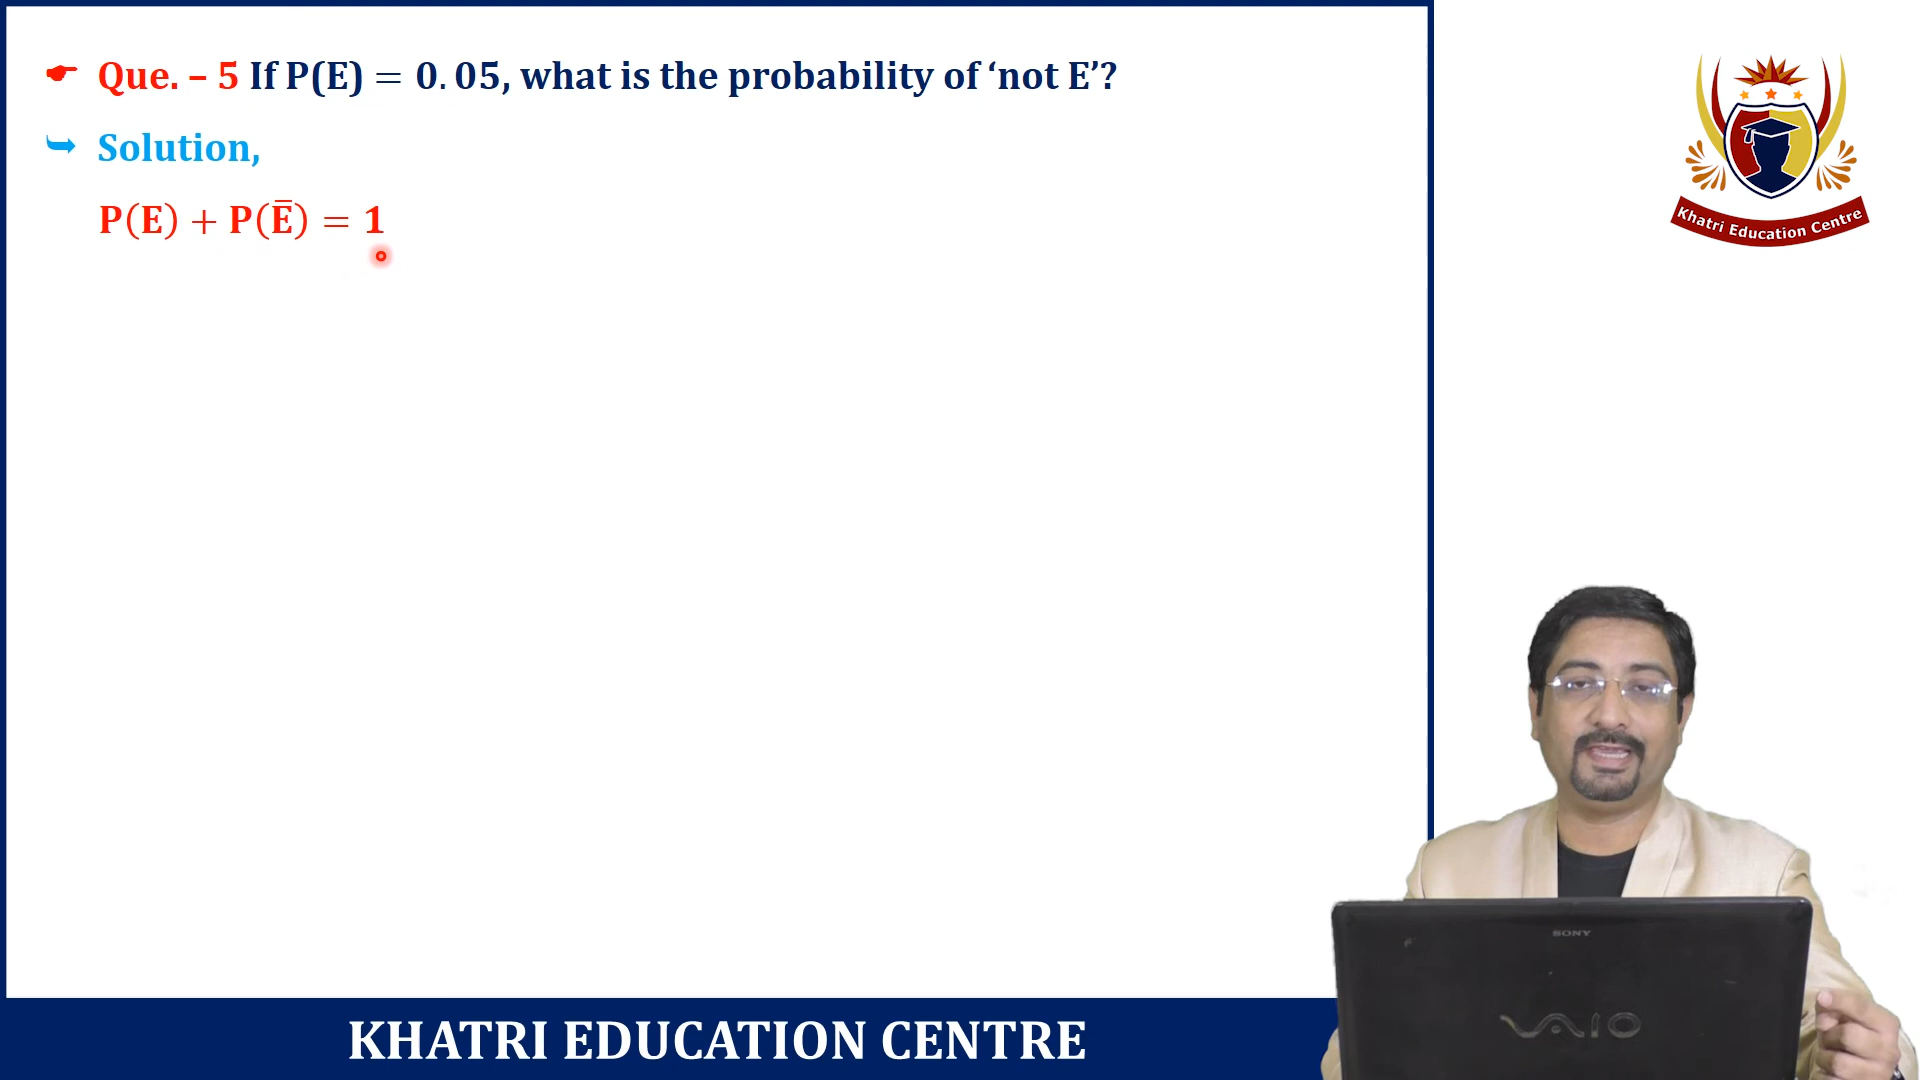 Que. – 5 If P(E) = 0.05, what is the probability of ‘not E’?
Solution,
P(E) + P(E̅) = 1
Khatri Education Centre
SONY
VAIO
KHATRI EDUCATION CENTRE